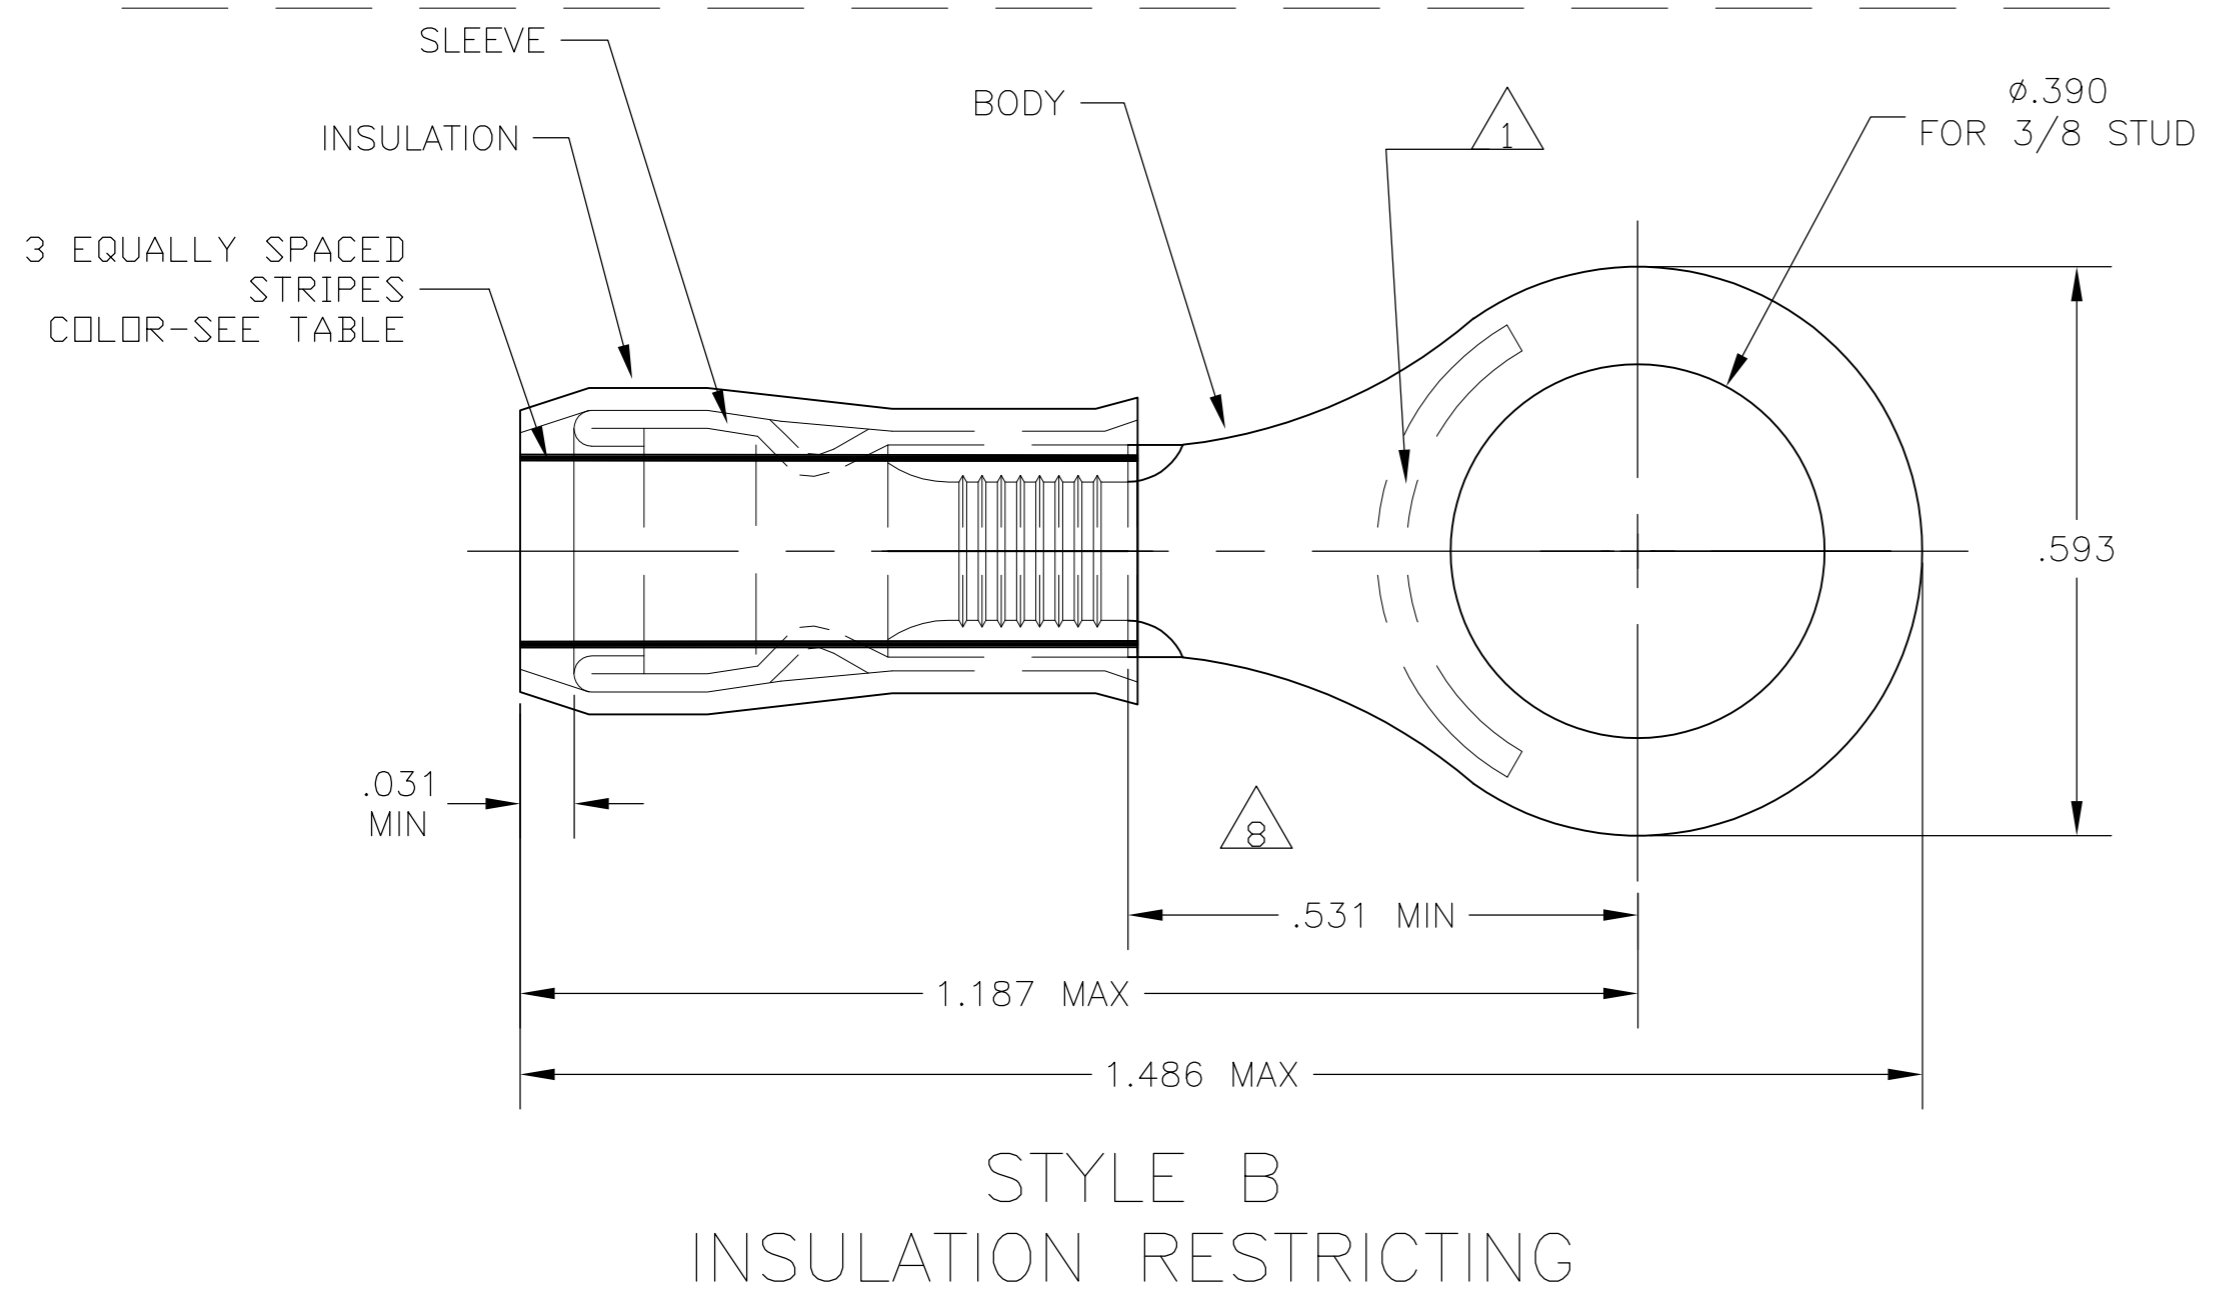 SLEEVE
BODY
Ø.390
FOR 3/8 STUD
1
INSULATION
3 EQUALLY SPACED
STRIPES
COLOR-SEE TABLE
.593
.031
MIN
8
.531 MIN
1.187 MAX
1.486 MAX
STYLE B
INSULATION RESTRICTING